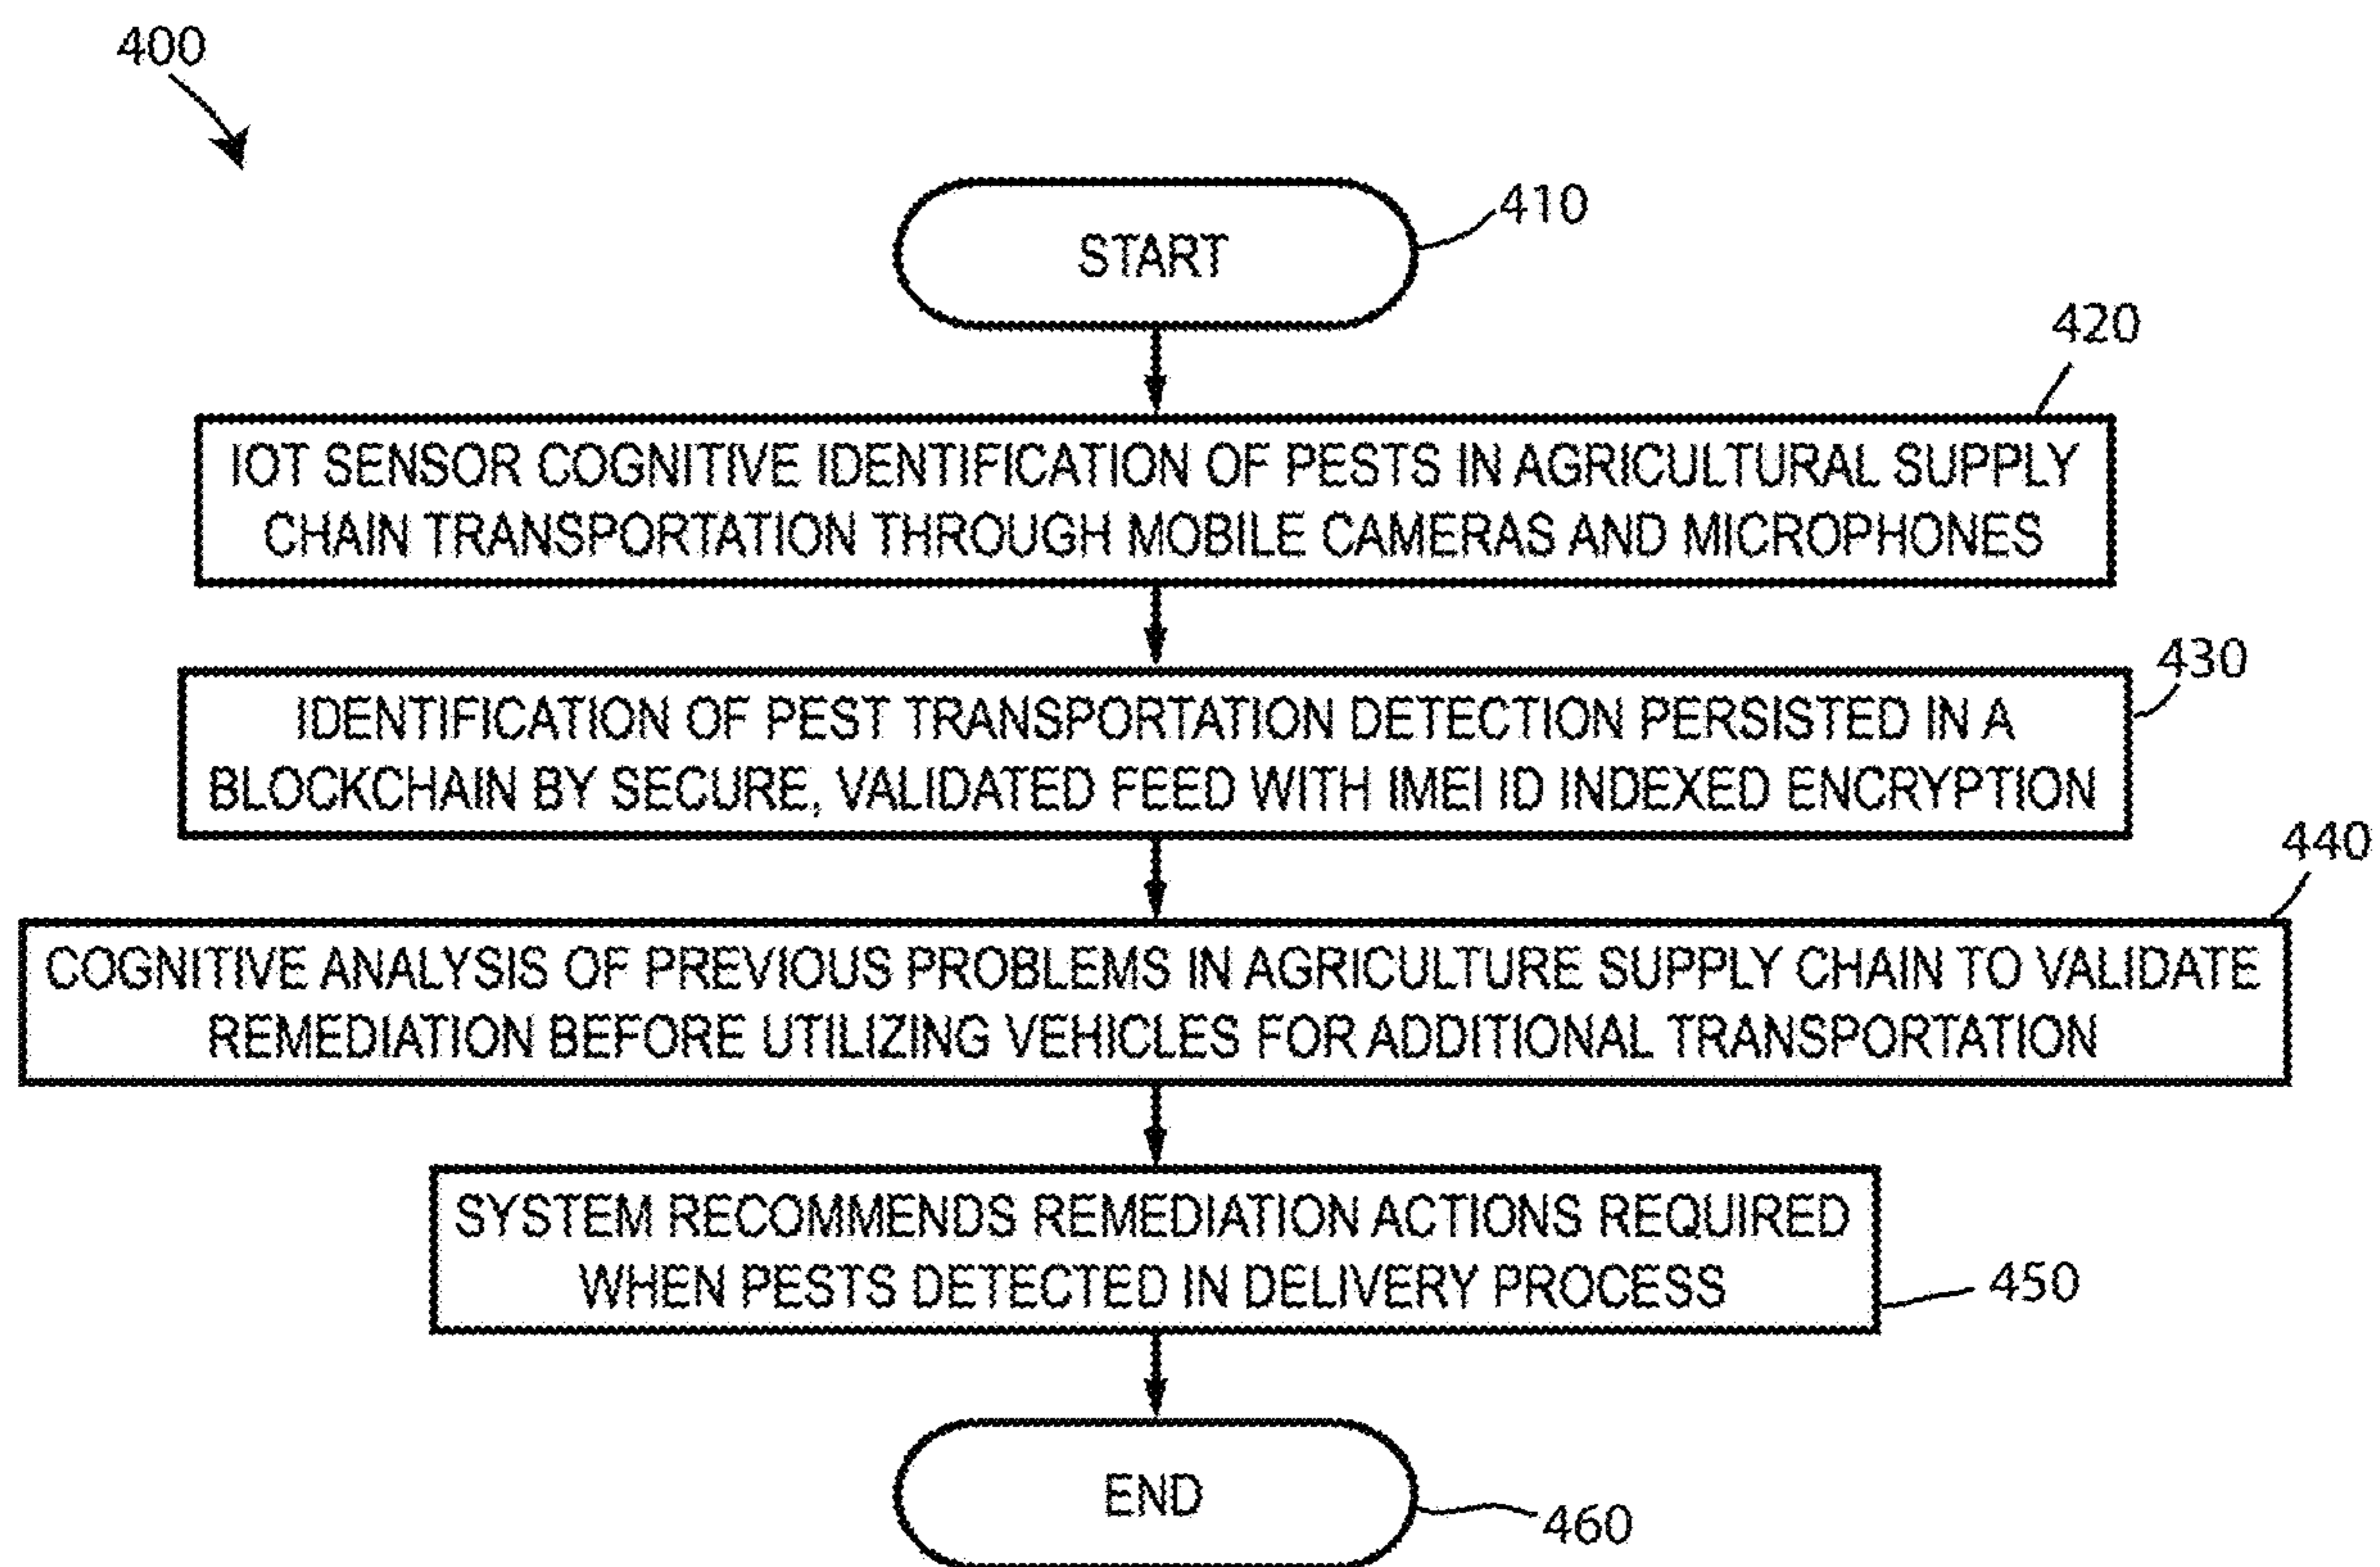 400
START
410
420
IOT SENSOR COGNITIVE IDENTIFICATION OF PESTS IN AGRICULTURAL SUPPLY
CHAIN TRANSPORTATION THROUGH MOBILE CAMERAS AND MICROPHONES
430
IDENTIFICATION OF PEST TRANSPORTATION DETECTION PERSISTED IN A
BLOCKCHAIN BY SECURE, VALIDATED FEED WITH IMEI ID INDEXED ENCRYPTION
440
COGNITIVE ANALYSIS OF PREVIOUS PROBLEMS IN AGRICULTURE SUPPLY CHAIN TO VALIDATE
REMEDIATION BEFORE UTILIZING VEHICLES FOR ADDITIONAL TRANSPORTATION
SYSTEM RECOMMENDS REMEDIATION ACTIONS REQUIRED
WHEN PESTS DETECTED IN DELIVERY PROCESS
450
END
460